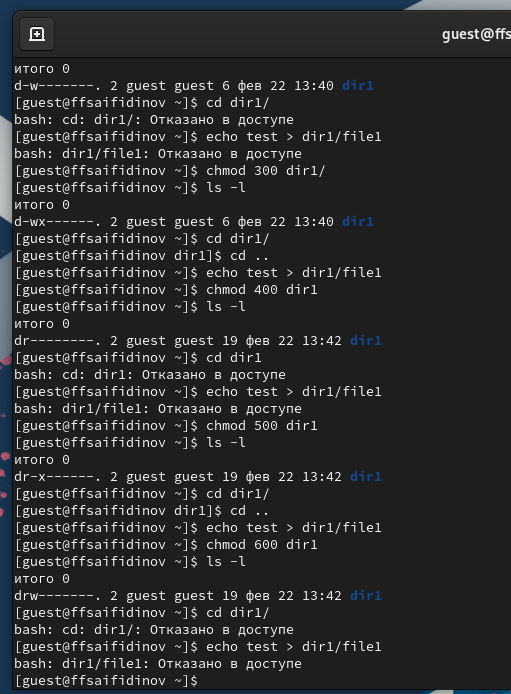 guest@ffs
итого 0
d-w-------. 2 guest guest 6 фев 22 13:40 dir1
[guest@ffsaifidinov ~]$ cd dir1/
bash: cd: dir1/: Отказано в доступе
[guest@ffsaifidinov ~]$ echo test > dir1/file1
bash: dir1/file1: Отказано в доступе
[guest@ffsaifidinov ~]$ chmod 300 dir1/
[guest@ffsaifidinov ~]$ ls -l
итого 0
d-wx------. 2 guest guest 6 фев 22 13:40 dir1
[guest@ffsaifidinov ~]$ cd dir1/
[guest@ffsaifidinov dir1]$ cd ..
[guest@ffsaifidinov ~]$ echo test > dir1/file1
[guest@ffsaifidinov ~]$ chmod 400 dir1
[guest@ffsaifidinov ~]$ ls -l
итого 0
dr--------. 2 guest guest 19 фев 22 13:42 dir1
[guest@ffsaifidinov ~]$ cd dir1
bash: cd: dir1: Отказано в доступе
[guest@ffsaifidinov ~]$ echo test > dir1/file1
bash: dir1/file1: Отказано в доступе
[guest@ffsaifidinov ~]$ chmod 500 dir1
[guest@ffsaifidinov ~]$ ls -l
итого 0
dr-x------. 2 guest guest 19 фев 22 13:42 dir1
[guest@ffsaifidinov ~]$ cd dir1/
[guest@ffsaifidinov dir1]$ cd ..
[guest@ffsaifidinov ~]$ echo test > dir1/file1
[guest@ffsaifidinov ~]$ chmod 600 dir1
[guest@ffsaifidinov ~]$ ls -l
итого 0
drw-------. 2 guest guest 19 фев 22 13:42 dir1
[guest@ffsaifidinov ~]$ cd dir1/
bash: cd: dir1/: Отказано в доступе
[guest@ffsaifidinov ~]$ echo test > dir1/file1
bash: dir1/file1: Отказано в доступе
[guest@ffsaifidinov ~]$